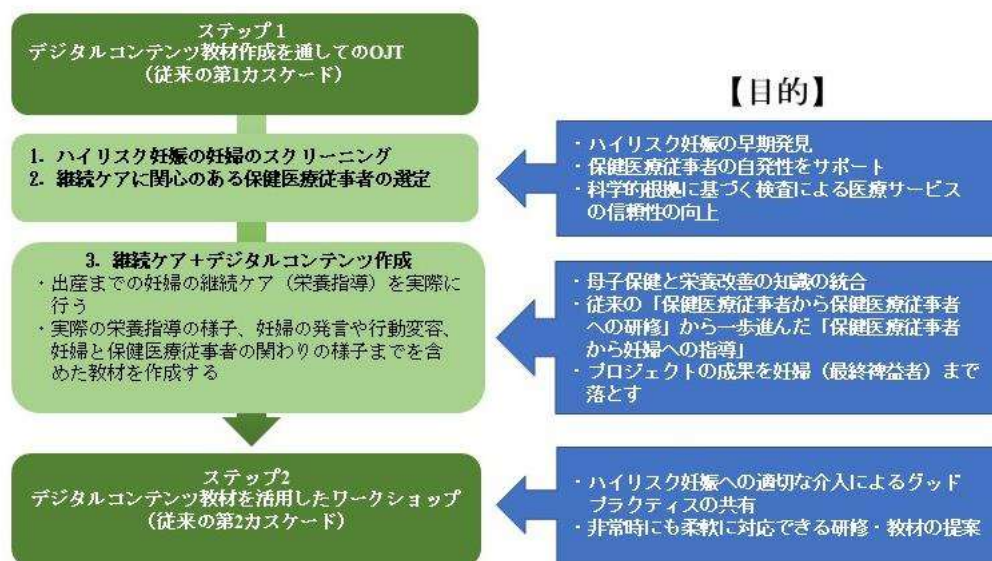 ステップ1
デジタルコンテンツ教材作成を通してのOJT
（従来の第1カスケード）
【目的】
1. ハイリスク妊娠の妊婦のスクリーニング
2. 継続ケアに関心のある保健医療従事者の選定
・ハイリスク妊娠の早期発見
・保健医療従事者の自発性をサポート
・科学的根拠に基づく検査による医療サービス
の信頼性の向上
3. 継続ケア＋デジタルコンテンツ作成
・出産までの妊婦の継続ケア（栄養指導）を実際に
行う
・実際の栄養指導の様子、妊婦の発言や行動変容、
妊婦と保健医療従事者の関わりの様子までを含
めた教材を作成する
・母子保健と栄養改善の知識の統合
・従来の「保健医療従事者から保健医療従事者
への研修」から一歩進んだ「保健医療従事者
から妊婦への指導」
・プロジェクトの成果を妊婦（最終裨益者）まで
落とす
ステップ2
デジタルコンテンツ教材を活用したワークショップ
（従来の第2カスケード）
・ハイリスク妊娠への適切な介入によるグッド
プラクティスの共有
・非常時にも柔軟に対応できる研修・教材の提案